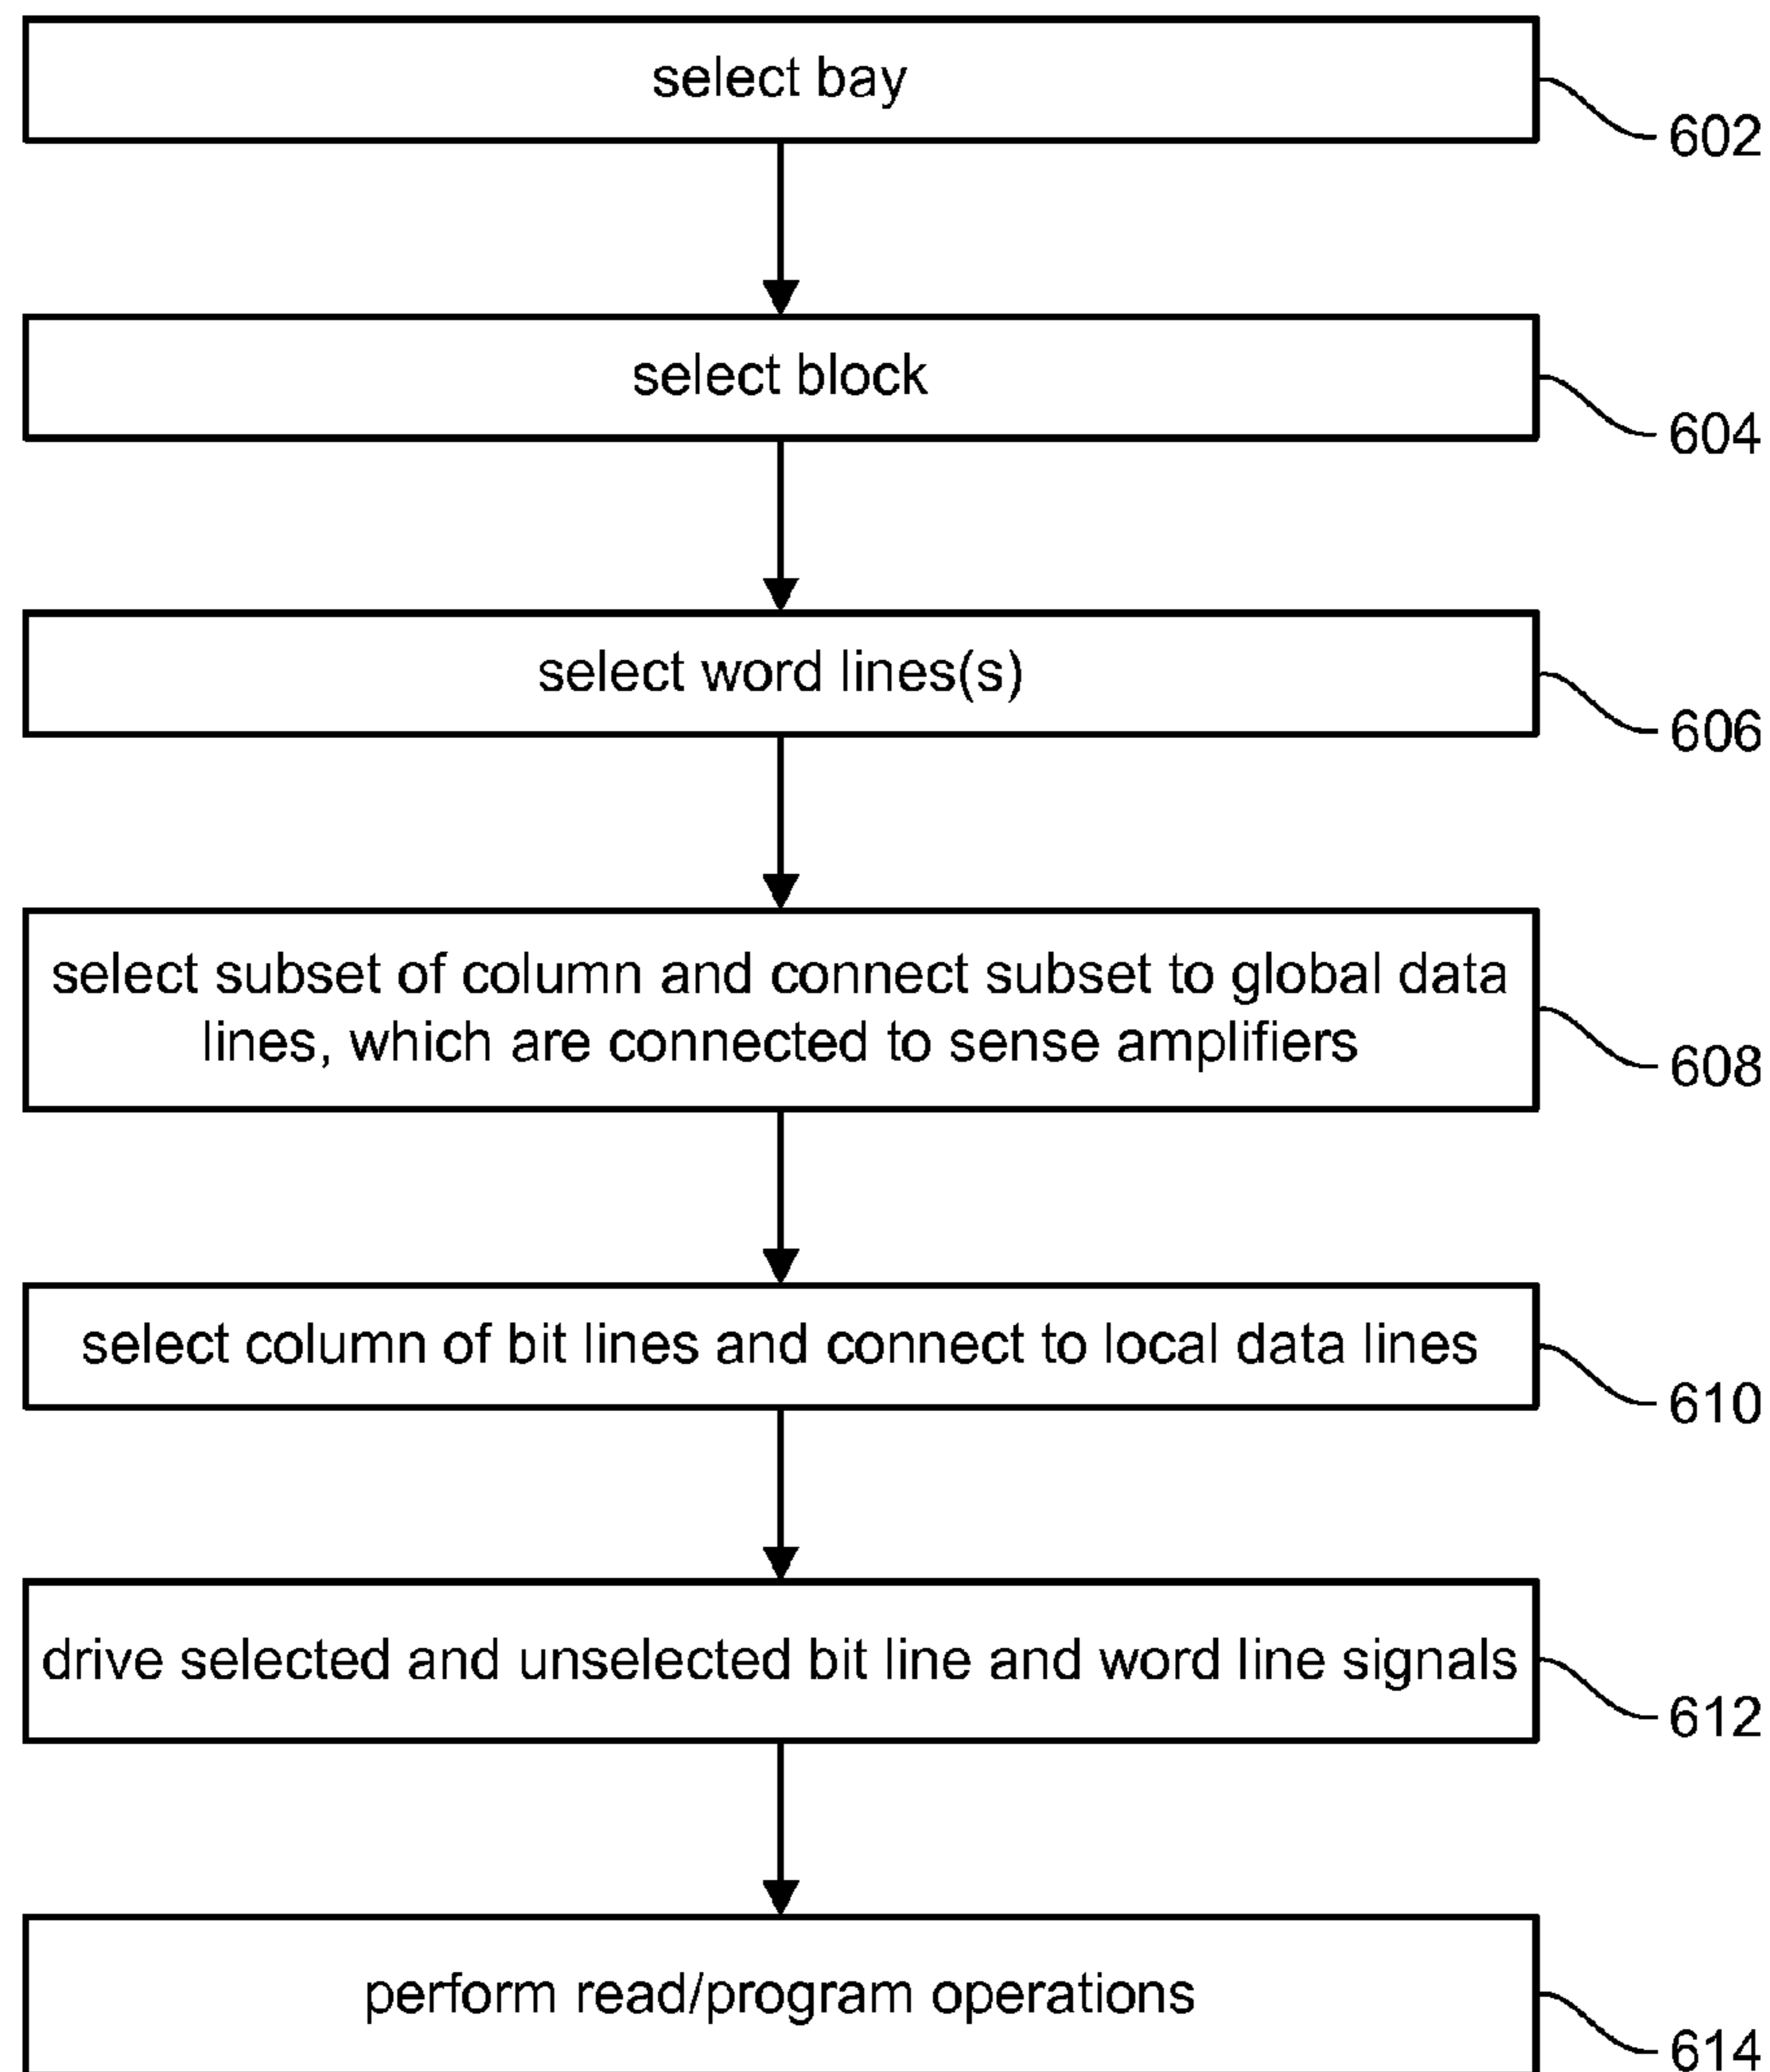 select bay
602
select block
604
select word lines(s)
606
select subset of column and connect subset to global data
lines, which are connected to sense amplifiers
608
select column of bit lines and connect to local data lines
610
drive selected and unselected bit line and word line signals
612
perform read/program operations
614